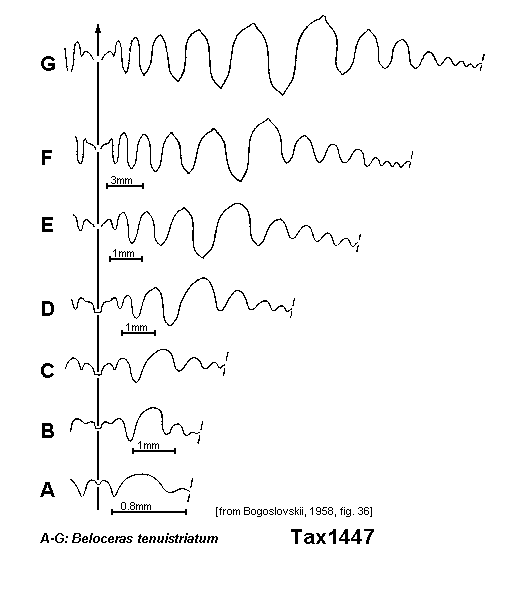 G
F
3mm
E
1mm
D
1mm
C
B
1mm
A
0.8mm
[from Bogoslovskii, 1958, fig. 36]
A-G: Beloceras tenuistriatum
Tax1447